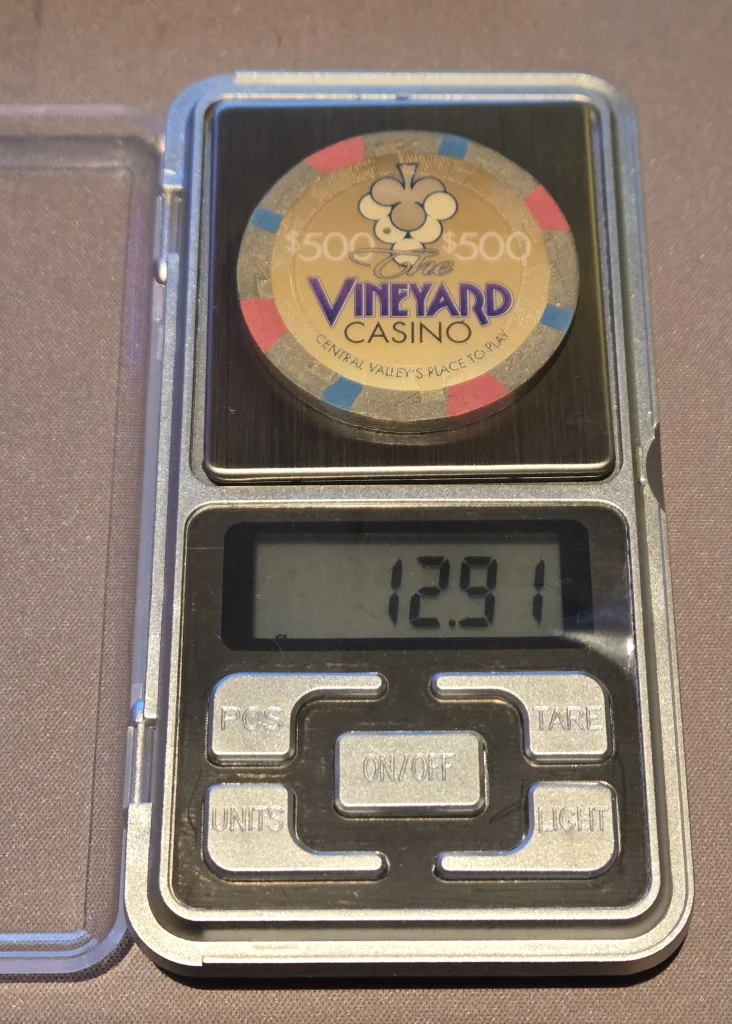 $500 $500
The
VINEYARD
CASINO
CENTRAL VALLEY'S PLACE TO PLAY
12.91
g
PCS TARE
ON/OFF
UNITS LIGHT